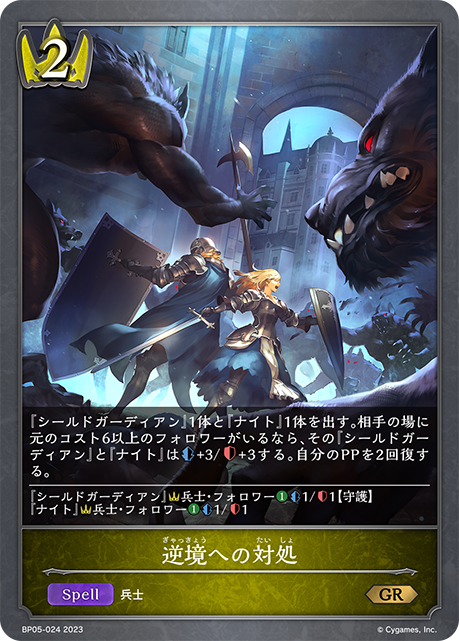 2
『シールドガーディアン』1体と『ナイト』1体を出す。相手の場に
元のコスト6以上のフォロワーがいるなら、その『シールドガー
ディアン』と『ナイト』は+3/+3する。自分のPPを2回復す
る。
『シールドガーディアン』兵士・フォロワー1 1/1【守護】
『ナイト』兵士・フォロワー1 1/1
ぎゃっきょう たいしょ
逆境への対処
Spell 兵士 GR
BP05-024 2023 © Cygames, Inc.